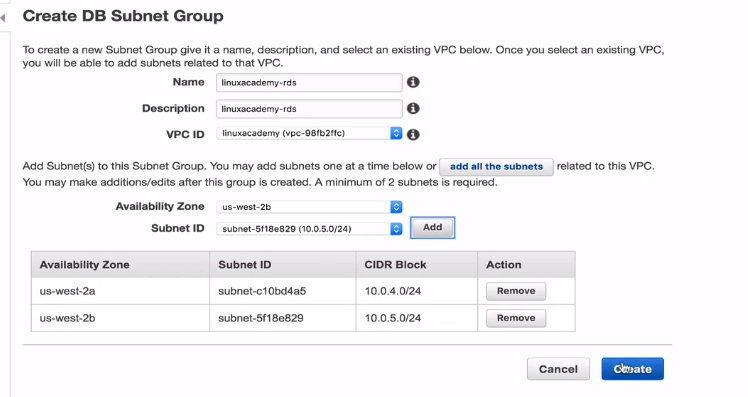 Create DB Subnet Group
To create a new Subnet Group give it a name, description, and select an existing VPC below. Once you select an existing VPC,
you will be able to add subnets related to that VPC.
Name linuxacademy-rds
Description linuxacademy-rds
VPC ID linuxacademy (vpc-98fb2ffc)
Add Subnet(s) to this Subnet Group. You may add subnets one at a time below or add all the subnets related to this VPC.
You may make additions/edits after this group is created. A minimum of 2 subnets is required.
Availability Zone us-west-2b
Subnet ID subnet-5f18e829 (10.0.5.0/24) Add
Availability Zone Subnet ID CIDR Block Action
us-west-2a subnet-c10bd4a5 10.0.4.0/24 Remove
us-west-2b subnet-5f18e829 10.0.5.0/24 Remove
Cancel Create